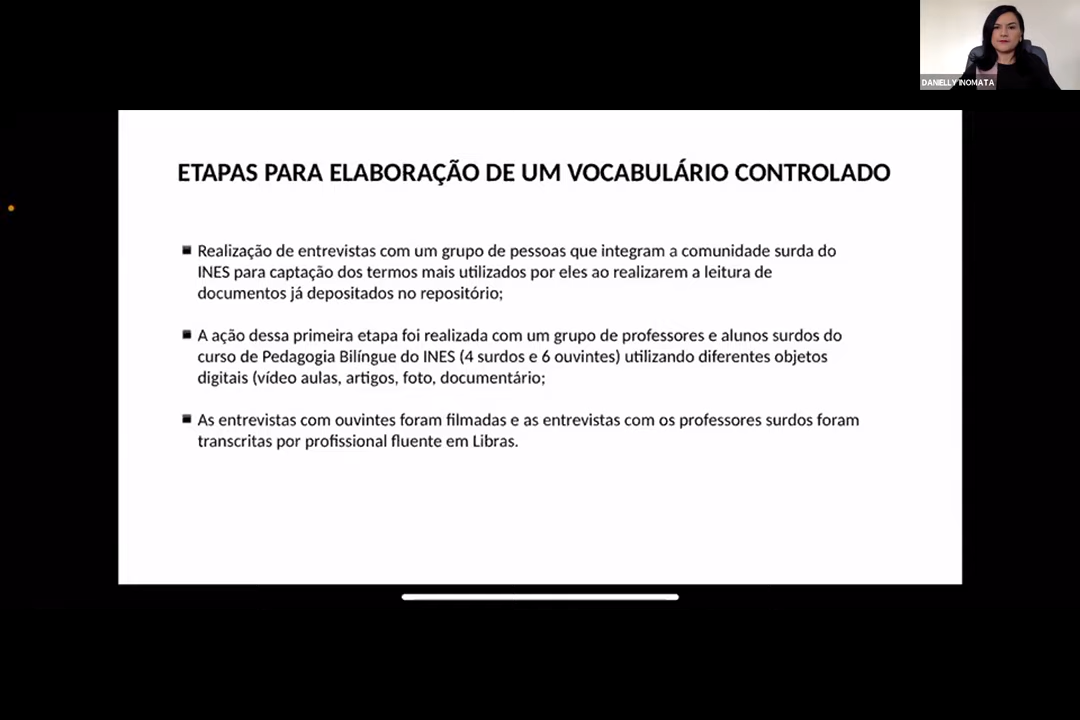 DANIELLY INOMATA
ETAPAS PARA ELABORAÇÃO DE UM VOCABULÁRIO CONTROLADO
Realização de entrevistas com um grupo de pessoas que integram a comunidade surda do
INES para captação dos termos mais utilizados por eles ao realizarem a leitura de
documentos já depositados no repositório;
A ação dessa primeira etapa foi realizada com um grupo de professores e alunos surdos do
curso de Pedagogia Bilíngue do INES (4 surdos e 6 ouvintes) utilizando diferentes objetos
digitais (vídeo aulas, artigos, foto, documentário;
As entrevistas com ouvintes foram filmadas e as entrevistas com os professores surdos foram
transcritas por profissional fluente em Libras.